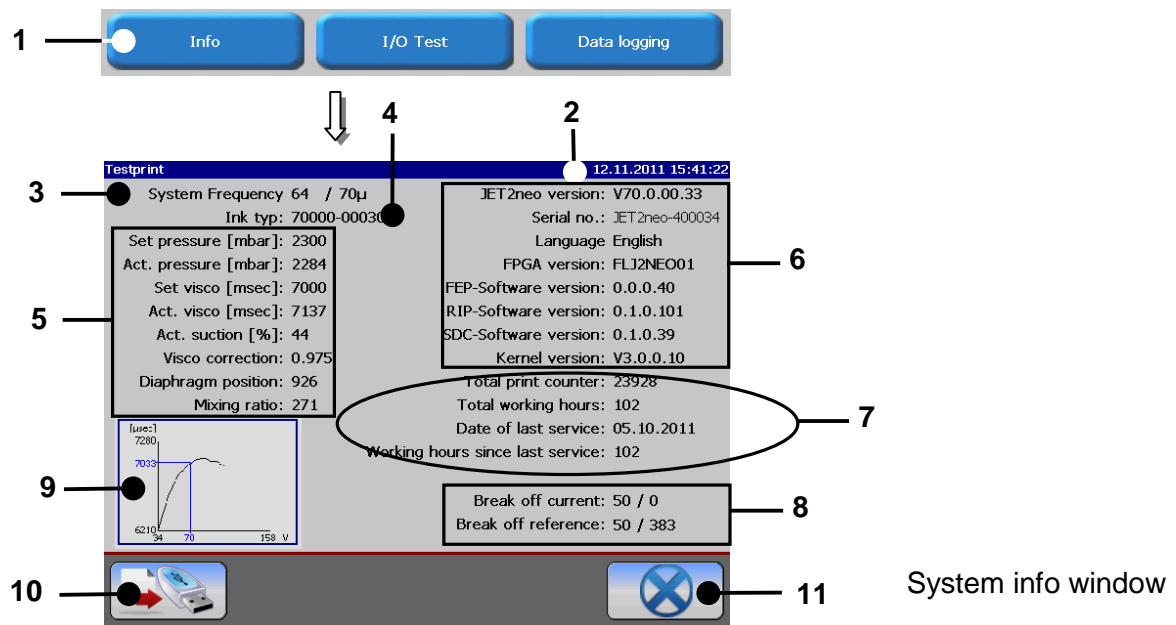 1
Info
I/O Test
Data logging
4
2
Testprint
12.11.2011 15:41:22
3
System Frequency 64 / 70µ
Ink typ: 70000-00030
5
Set pressure [mbar]: 2300
Act. pressure [mbar]: 2284
Set visco [msec]: 7000
Act. visco [msec]: 7137
Act. suction [%]: 44
Visco correction: 0.975
Diaphragm position: 926
Mixing ratio: 271
JET2neo version: V70.0.00.33
Serial no.: JET2neo-400034
Language English
FPGA version: FLJ2NEO01
FEP-Software version: 0.0.0.40
RIP-Software version: 0.1.0.101
SDC-Software version: 0.1.0.39
Kernel version: V3.0.0.10
6
Total print counter: 23928
Total working hours: 102
Date of last service: 05.10.2011
Working hours since last service: 102
7
9
[µsec]
7280
7033
6210
34 70 158 V
Break off current: 50 / 0
Break off reference: 50 / 383
8
10
11
System info window